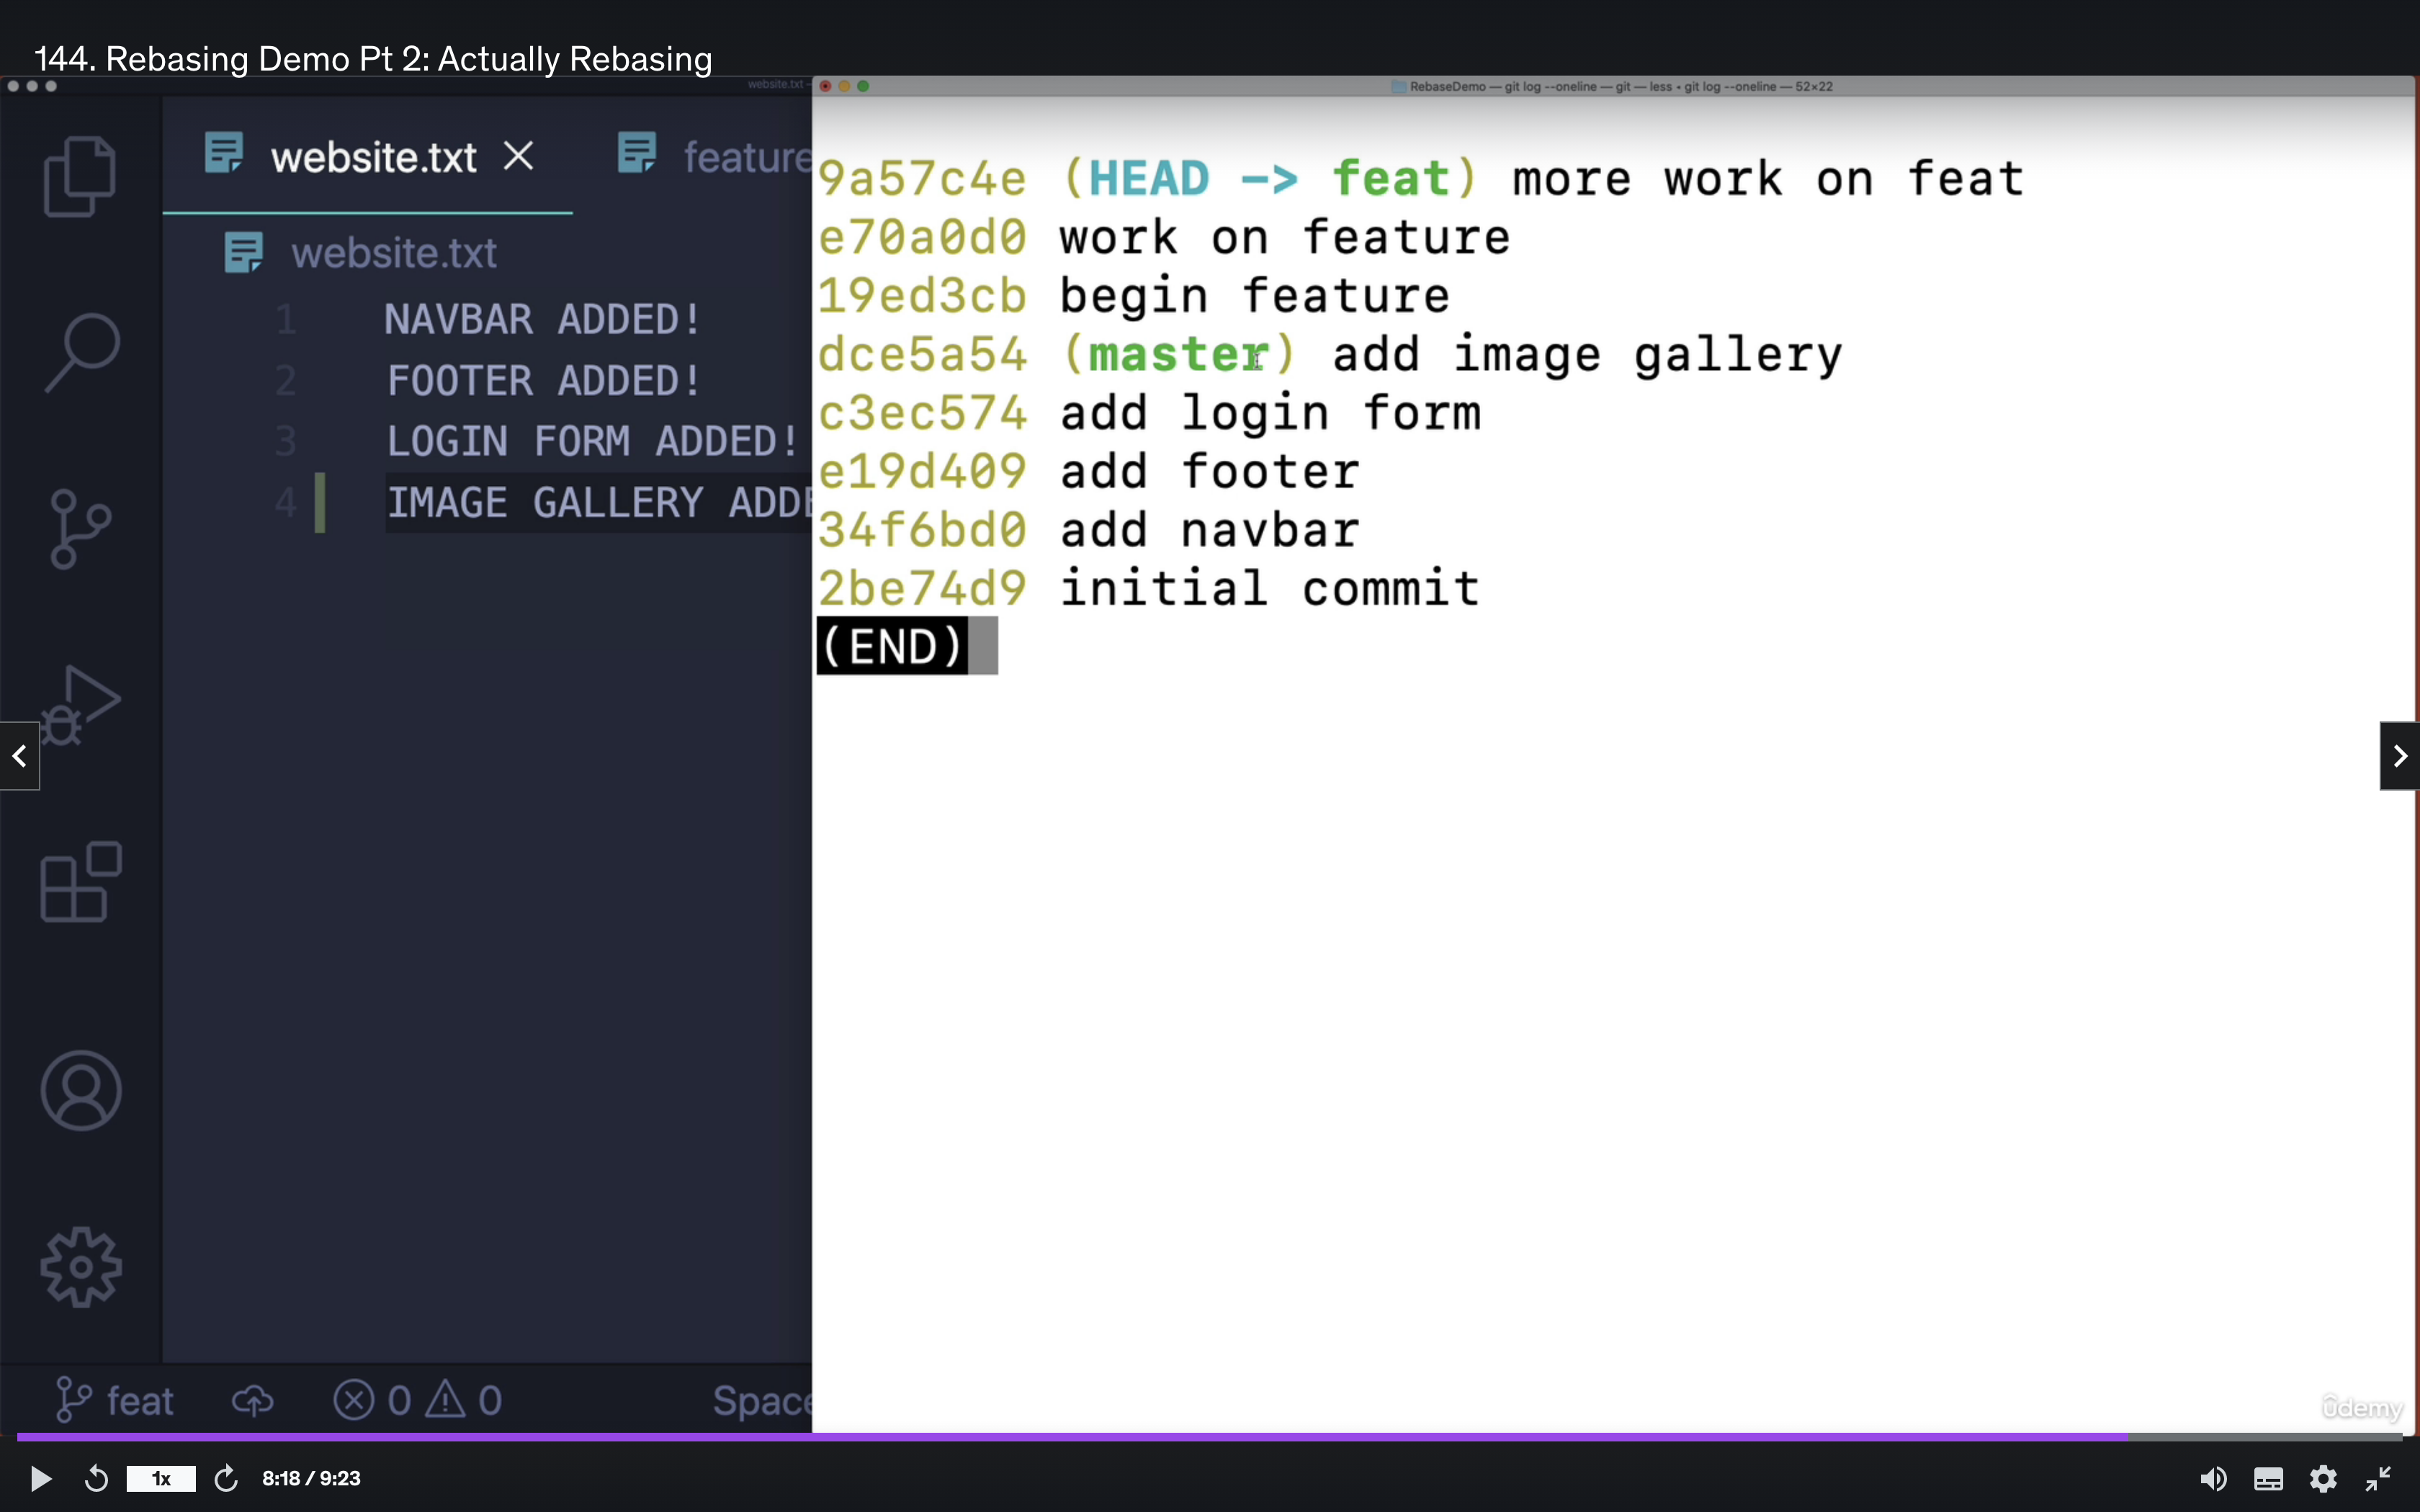 144. Rebasing Demo Pt 2: Actually Rebasing
website.txt
RebaseDemo — git log --oneline — git — less • git log --oneline — 52×22
website.txt
feature
website.txt
1 NAVBAR ADDED!
2 FOOTER ADDED!
3 LOGIN FORM ADDED!
4 IMAGE GALLERY ADDE
9a57c4e (HEAD -> feat) more work on feat
e70a0d0 work on feature
19ed3cb begin feature
dce5a54 (master) add image gallery
c3ec574 add login form
e19d409 add footer
34f6bd0 add navbar
2be74d9 initial commit
(END)
feat 0 0 Space
udemy
1x 8:18 / 9:23